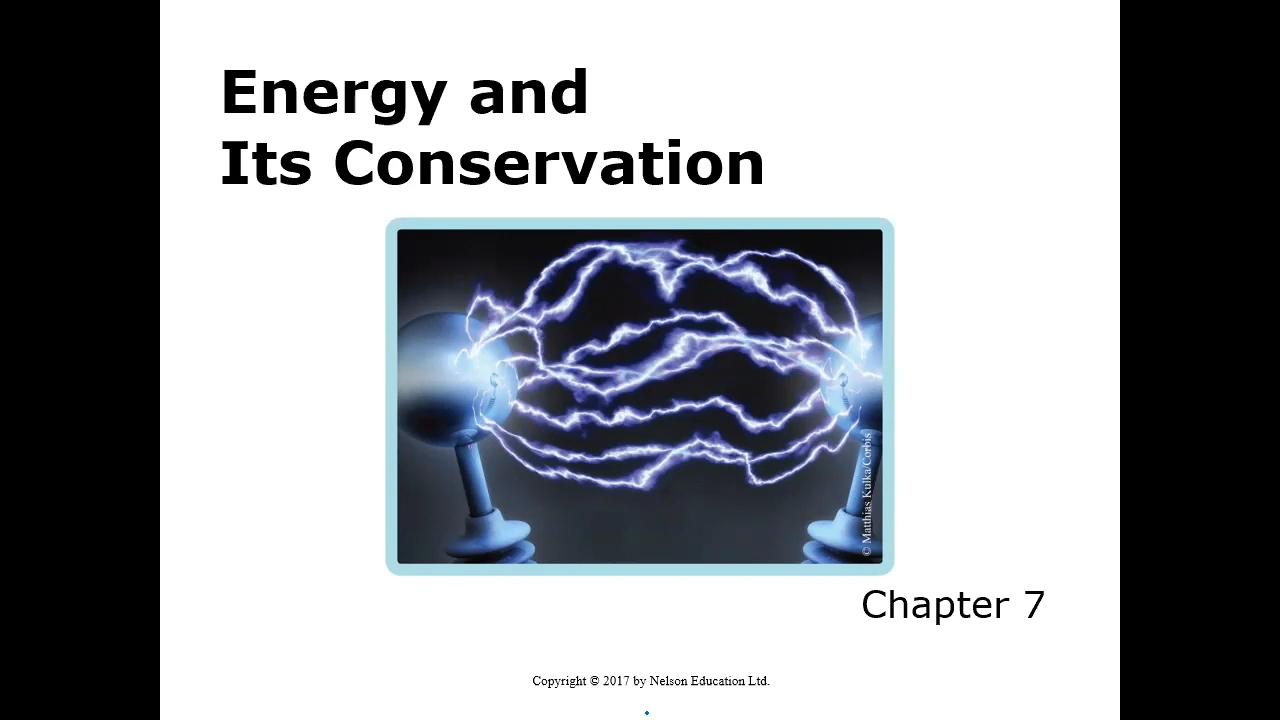 Energy and
Its Conservation
© Matthias Kulka/Corbis
Chapter 7
Copyright © 2017 by Nelson Education Ltd.